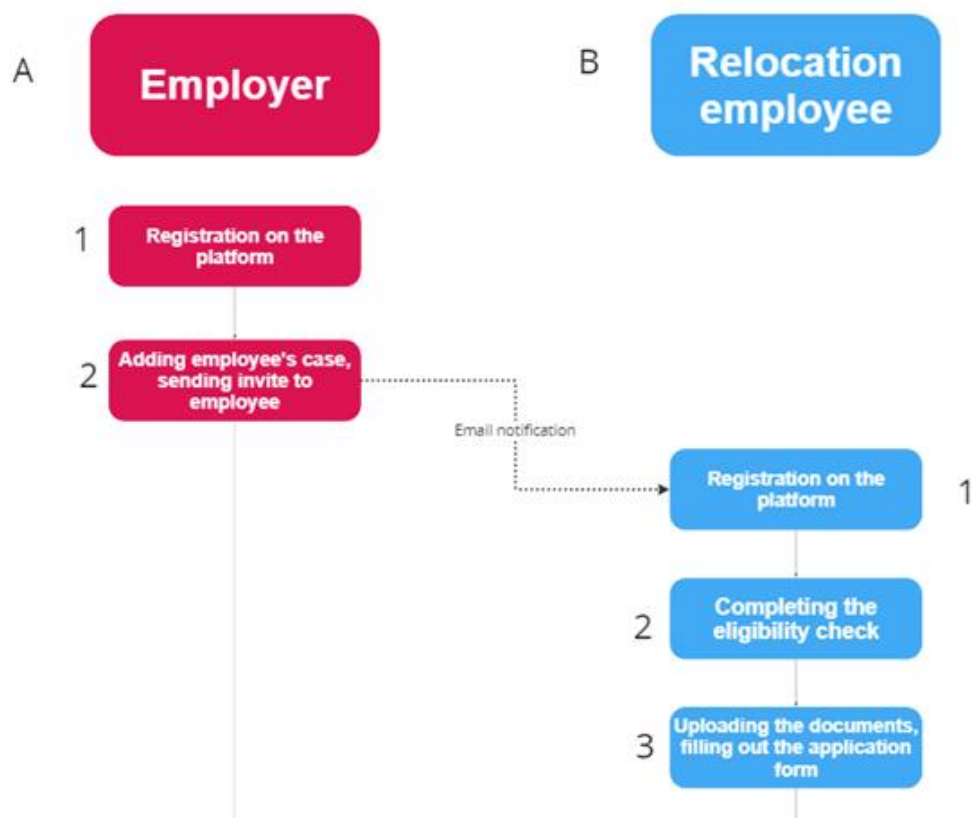 A
Employer
B
Relocation
employee
1
Registration on the
platform
2
Adding employee's case,
sending invite to
employee
Email notification
Registration on the
platform
1
2
Completing the
eligibility check
3
Uploading the documents,
filling out the application
form